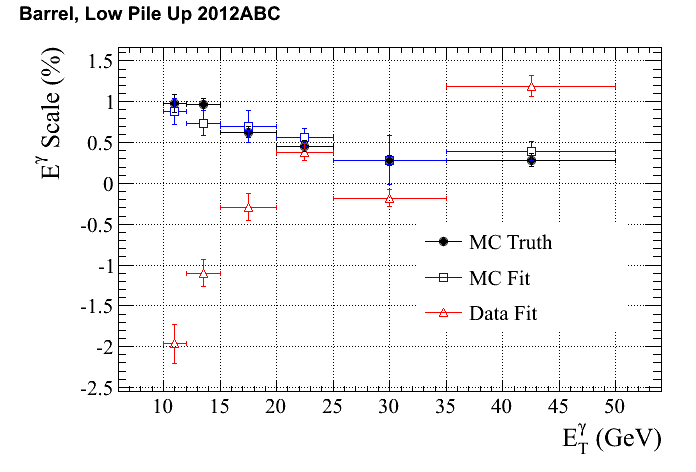 Barrel, Low Pile Up 2012ABC
E^γ Scale (%)
1.5
1
0.5
0
-0.5
-1
-1.5
-2
-2.5
MC Truth
MC Fit
Data Fit
10 15 20 25 30 35 40 45 50
E_T^γ (GeV)